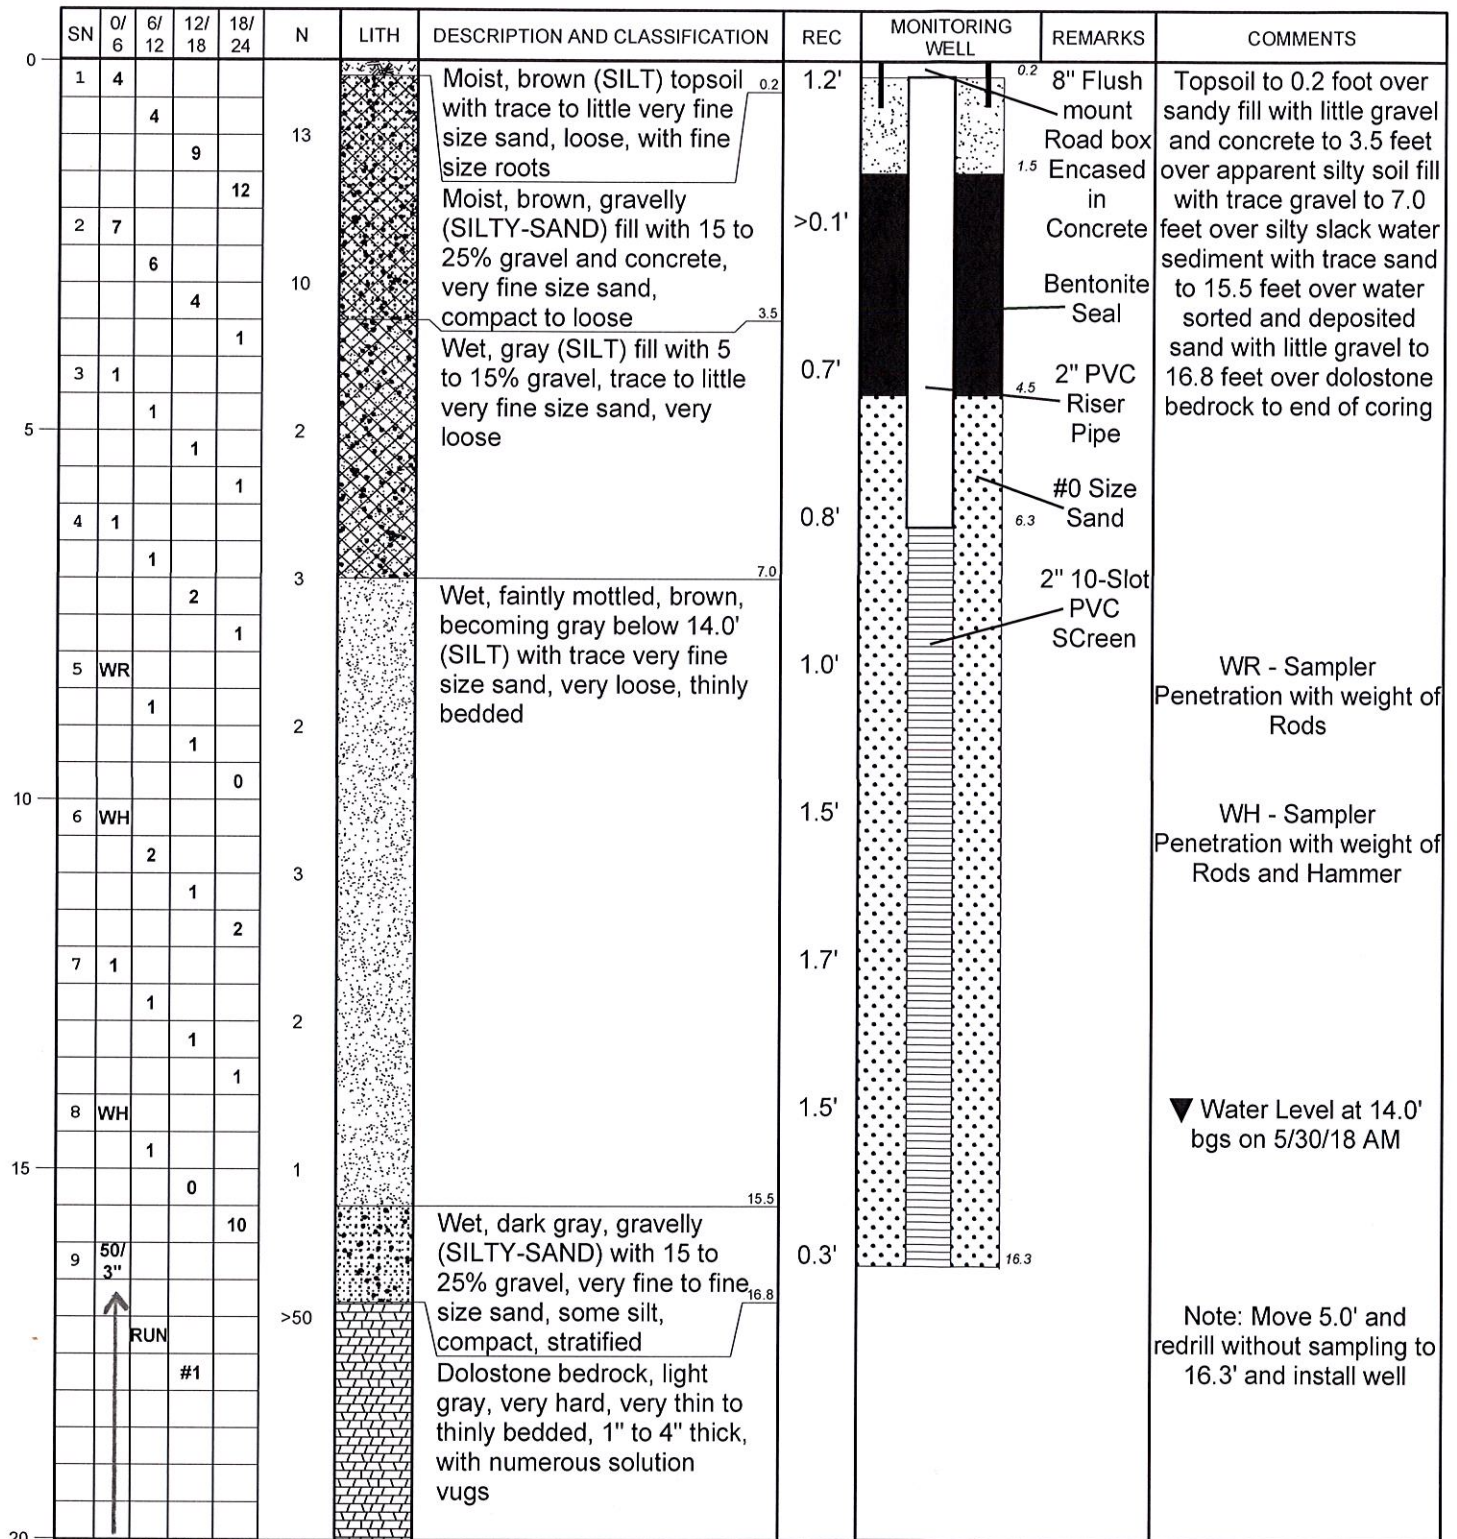 SN
0/
6
6/
12
12/
18
18/
24
N
LITH
DESCRIPTION AND CLASSIFICATION
REC
MONITORING
WELL
REMARKS
COMMENTS
0
5
10
15
20
1 4
4
9
12
13
2 7
6
4
1
10
3 1
1
1
1
2
4 1
1
2
1
3
5 WR
1
1
0
2
6 WH
2
1
2
3
7 1
1
1
1
2
8 WH
1
0
10
1
9 50/
3"
RUN
#1
>50
Moist, brown (SILT) topsoil
with trace to little very fine
size sand, loose, with fine
size roots
0.2
Moist, brown, gravelly
(SILTY-SAND) fill with 15 to
25% gravel and concrete,
very fine size sand,
compact to loose
3.5
Wet, gray (SILT) fill with 5
to 15% gravel, trace to little
very fine size sand, very
loose
7.0
Wet, faintly mottled, brown,
becoming gray below 14.0'
(SILT) with trace very fine
size sand, very loose, thinly
bedded
15.5
Wet, dark gray, gravelly
(SILTY-SAND) with 15 to
25% gravel, very fine to fine
size sand, some silt,
compact, stratified
16.8
Dolostone bedrock, light
gray, very hard, very thin to
thinly bedded, 1" to 4" thick,
with numerous solution
vugs
1.2'
>0.1'
0.7'
0.8'
1.0'
1.5'
1.7'
1.5'
0.3'
0.2
1.5
4.5
6.3
16.3
8" Flush
mount
Road box
Encased
in
Concrete
Bentonite
Seal
2" PVC
Riser
Pipe
#0 Size
Sand
2" 10-Slot
PVC
SCreen
Topsoil to 0.2 foot over
sandy fill with little gravel
and concrete to 3.5 feet
over apparent silty soil fill
with trace gravel to 7.0
feet over silty slack water
sediment with trace sand
to 15.5 feet over water
sorted and deposited
sand with little gravel to
16.8 feet over dolostone
bedrock to end of coring
WR - Sampler
Penetration with weight of
Rods
WH - Sampler
Penetration with weight of
Rods and Hammer
Water Level at 14.0'
bgs on 5/30/18 AM
Note: Move 5.0' and
redrill without sampling to
16.3' and install well